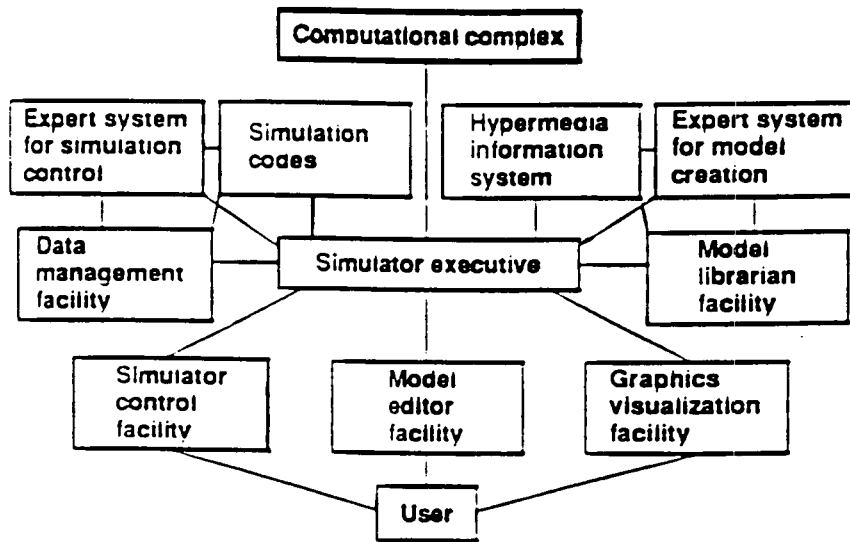 Computational complex
Expert system
for simulation
control
Simulation
codes
Hypermedia
information
system
Expert system
for model
creation
Data
management
facility
Simulator executive
Model
librarian
facility
Simulator
control
facility
Model
editor
facility
Graphics
visualization
facility
User